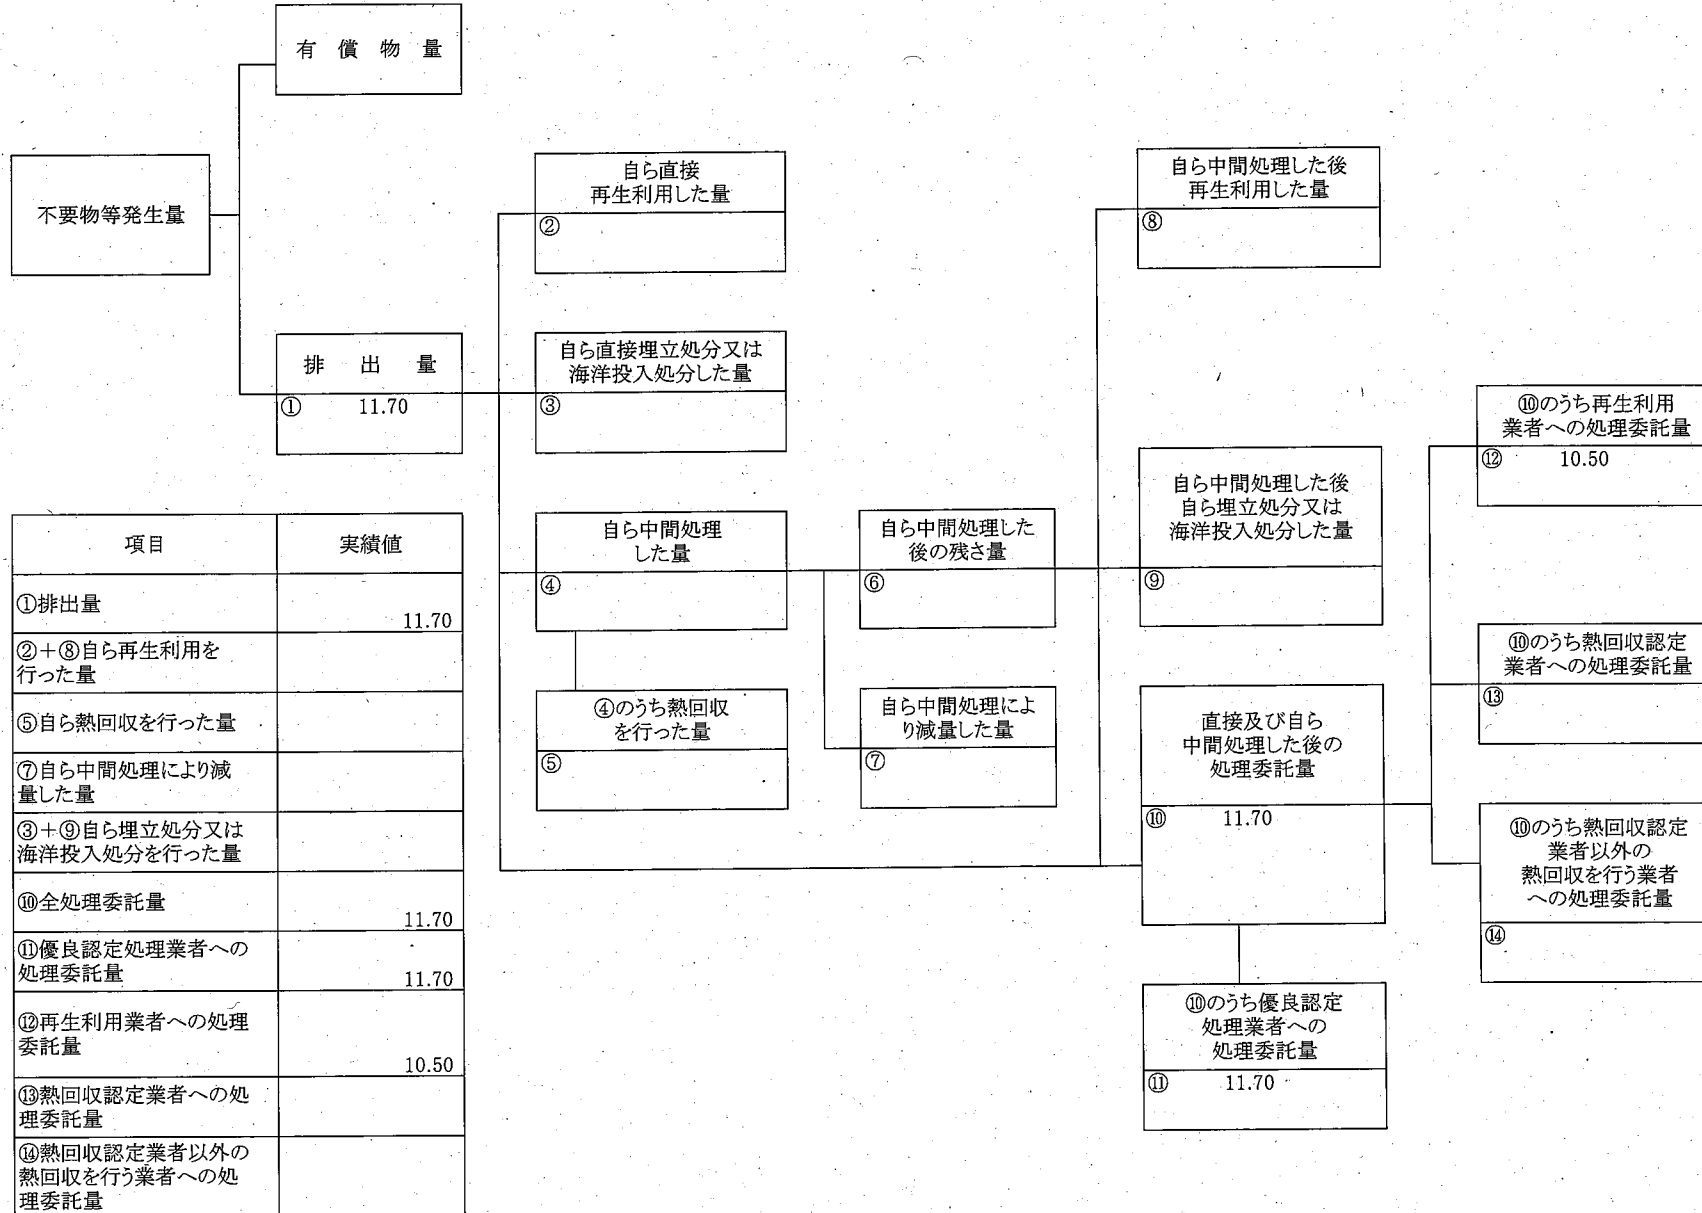 有償物量
不要物等発生量
排出量
① 11.70
自ら直接
再生利用した量
②
自ら直接埋立処分又は
海洋投入処分した量
③
自ら中間処理
した量
④
④のうち熱回収
を行った量
⑤
自ら中間処理した
後の残さ量
⑥
自ら中間処理によ
り減量した量
⑦
自ら中間処理した後
再生利用した量
⑧
自ら中間処理した後
自ら埋立処分又は
海洋投入処分した量
⑨
直接及び自ら
中間処理した後の
処理委託量
⑩ 11.70
⑩のうち優良認定
処理業者への
処理委託量
⑪ 11.70
⑩のうち再生利用
業者への処理委託量
⑫ 10.50
⑩のうち熱回収認定
業者への処理委託量
⑬
⑩のうち熱回収認定
業者以外の
熱回収を行う業者
への処理委託量
⑭
項目 実績値
①排出量
11.70
②+⑧自ら再生利用を
行った量
⑤自ら熱回収を行った量
⑦自ら中間処理により減
量した量
③+⑨自ら埋立処分又は
海洋投入処分を行った量
⑩全処理委託量
11.70
⑪優良認定処理業者への
処理委託量 11.70
⑫再生利用業者への処理
委託量
10.50
⑬熱回収認定業者への処
理委託量
⑭熱回収認定業者以外の
熱回収を行う業者への処
理委託量